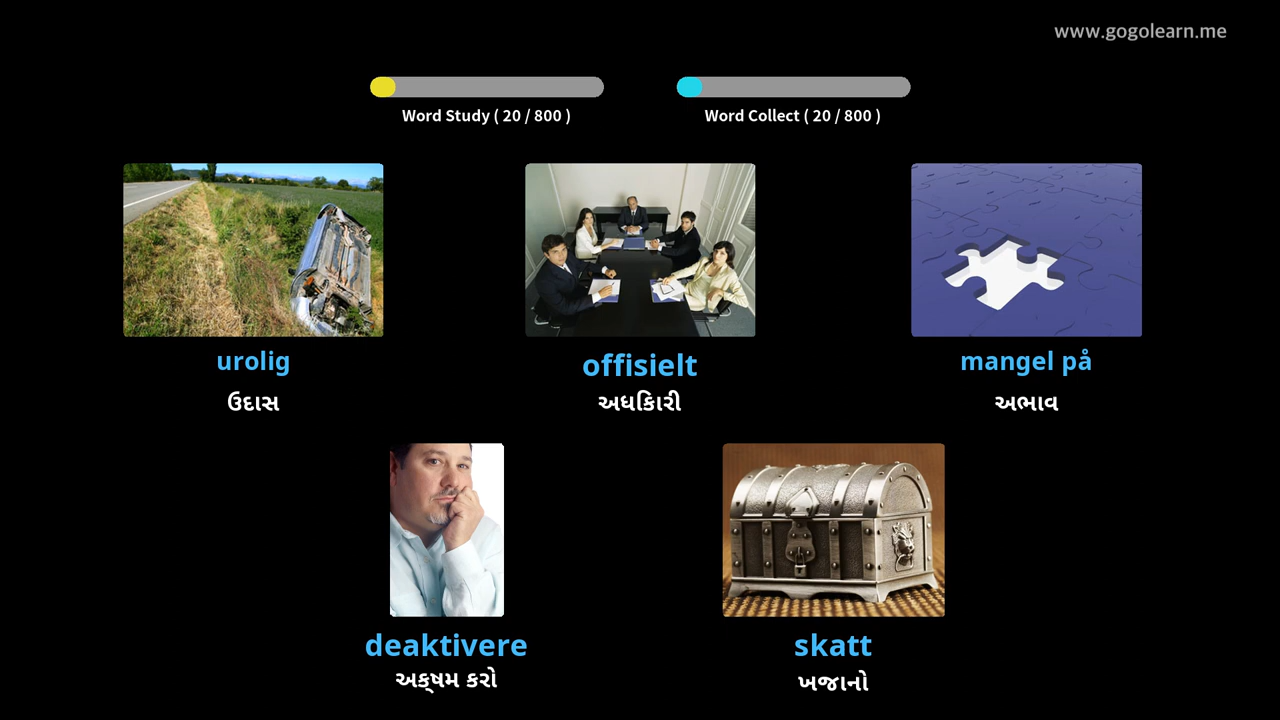 www.gogolearn.me
Word Study ( 20 / 800 )
Word Collect ( 20 / 800 )
urolig
ઉદાસ
offisielt
અધિકારી
mangel på
અભાવ
deaktivere
અક્ષમ કરો
skatt
ખજાનો